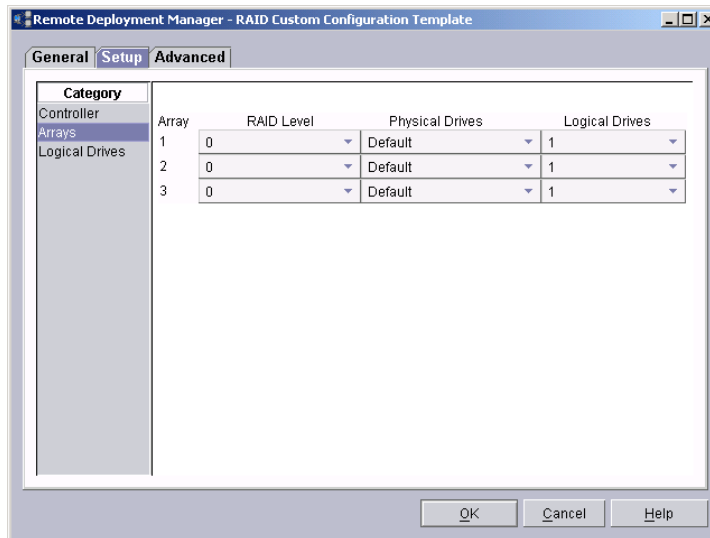 Remote Deployment Manager - RAID Custom Configuration Template
General Setup Advanced
Category
Controller
Arrays
Logical Drives
Array RAID Level Physical Drives Logical Drives
1 0 Default 1
2 0 Default 1
3 0 Default 1
OK Cancel Help